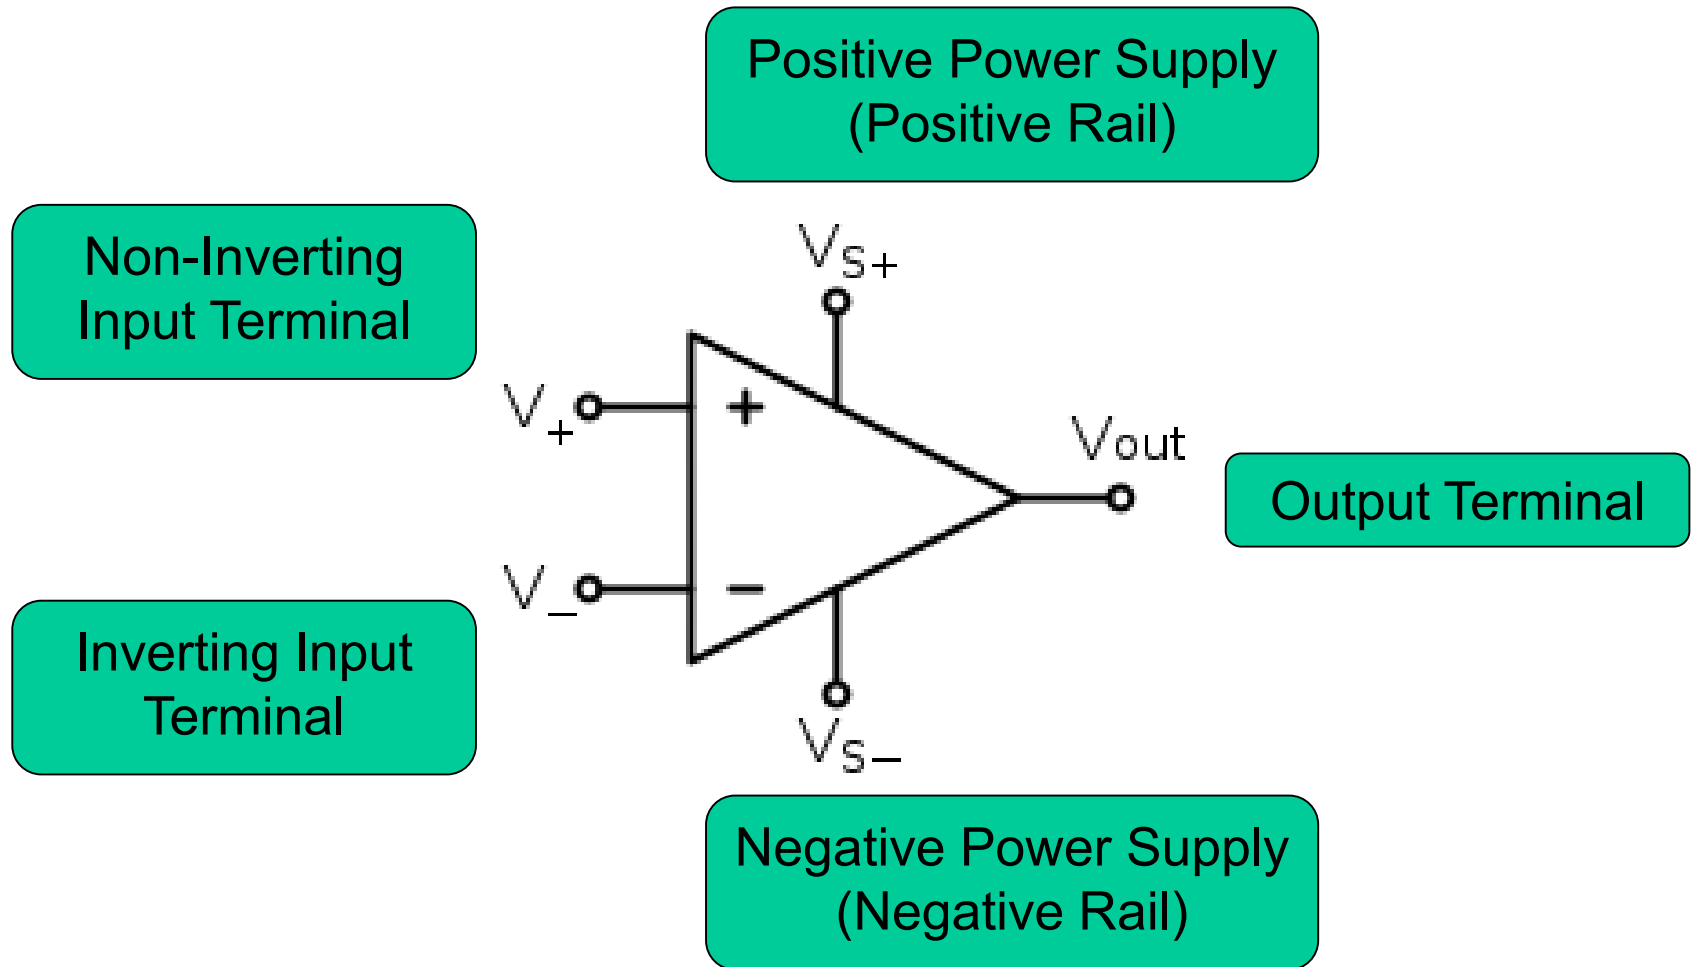 Positive Power Supply
(Positive Rail)
Non-Inverting
Input Terminal
VS+
V+
+
Vout
Output Terminal
V−
−
Inverting Input
Terminal
VS−
Negative Power Supply
(Negative Rail)